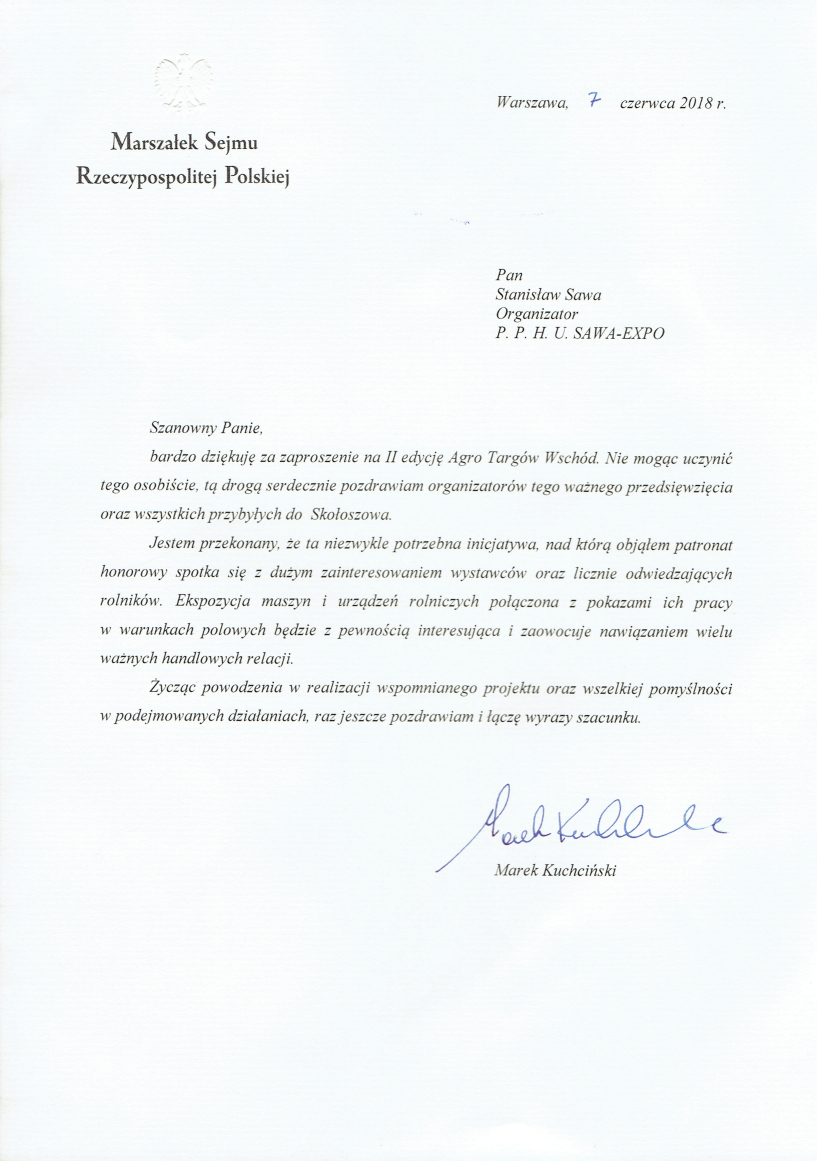 Warszawa, 7 czerwca 2018 r.
Marszałek Sejmu
Rzeczypospolitej Polskiej
Pan
Stanisław Sawa
Organizator
P. P. H. U. SAWA-EXPO
Szanowny Panie,
bardzo dziękuję za zaproszenie na II edycję Agro Targów Wschód. Nie mogąc uczynić
tego osobiście, tą drogą serdecznie pozdrawiam organizatorów tego ważnego przedsięwzięcia
oraz wszystkich przybyłych do Skołoszowa.
Jestem przekonany, że ta niezwykle potrzebna inicjatywa, nad którą objąłem patronat
honorowy spotka się z dużym zainteresowaniem wystawców oraz licznie odwiedzających
rolników. Ekspozycja maszyn i urządzeń rolniczych połączona z pokazami ich pracy
w warunkach polowych będzie z pewnością interesująca i zaowocuje nawiązaniem wielu
ważnych handlowych relacji.
Życząc powodzenia w realizacji wspomnianego projektu oraz wszelkiej pomyślności
w podejmowanych działaniach, raz jeszcze pozdrawiam i łączę wyrazy szacunku.
Marek Kuchciński
Marek Kuchciński